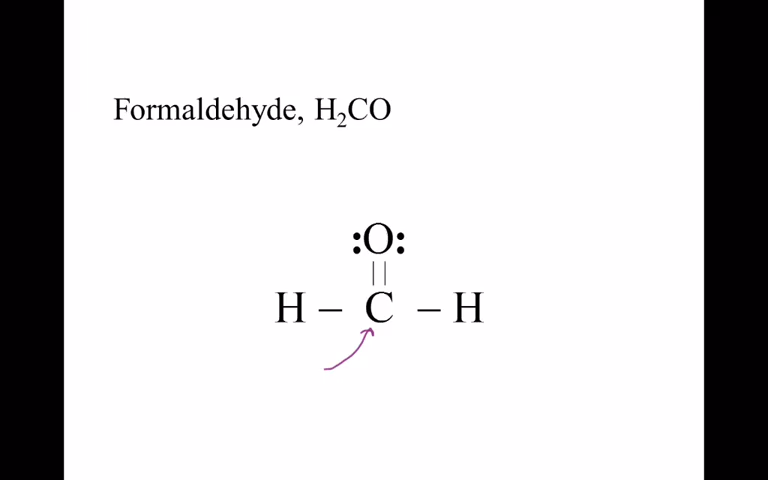 Formaldehyde, H₂CO
:O:
||
H – C – H